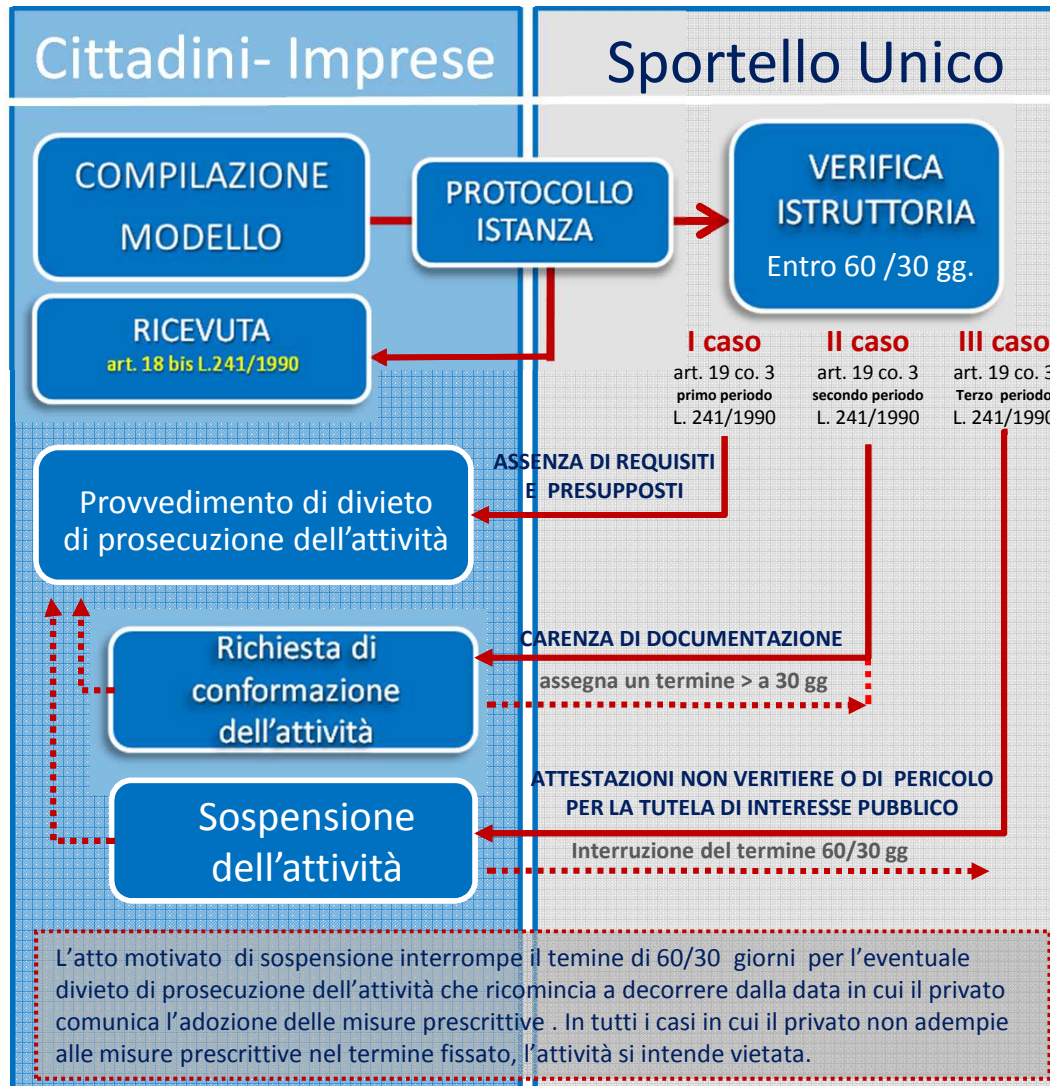 Cittadini- Imprese
Sportello Unico
COMPILAZIONE
MODELLO
PROTOCOLLO
ISTANZA
VERIFICA
ISTRUTTORIA
Entro 60 /30 gg.
RICEVUTA
art. 18 bis L.241/1990
I caso
art. 19 co. 3
primo periodo
L. 241/1990
II caso
art. 19 co. 3
secondo periodo
L. 241/1990
III caso
art. 19 co. 3
Terzo periodo
L. 241/1990
ASSENZA DI REQUISITI
E PRESUPPOSTI
Provvedimento di divieto
di prosecuzione dell'attività
CARENZA DI DOCUMENTAZIONE
Richiesta di
conformazione
dell'attività
assegna un termine > a 30 gg
ATTESTAZIONI NON VERITIERE O DI PERICOLO
PER LA TUTELA DI INTERESSE PUBBLICO
Sospensione
dell'attività
Interruzione del termine 60/30 gg
L'atto motivato di sospensione interrompe il temine di 60/30 giorni per l'eventuale
divieto di prosecuzione dell'attività che ricomincia a decorrere dalla data in cui il privato
comunica l'adozione delle misure prescrittive . In tutti i casi in cui il privato non adempie
alle misure prescrittive nel termine fissato, l'attività si intende vietata.